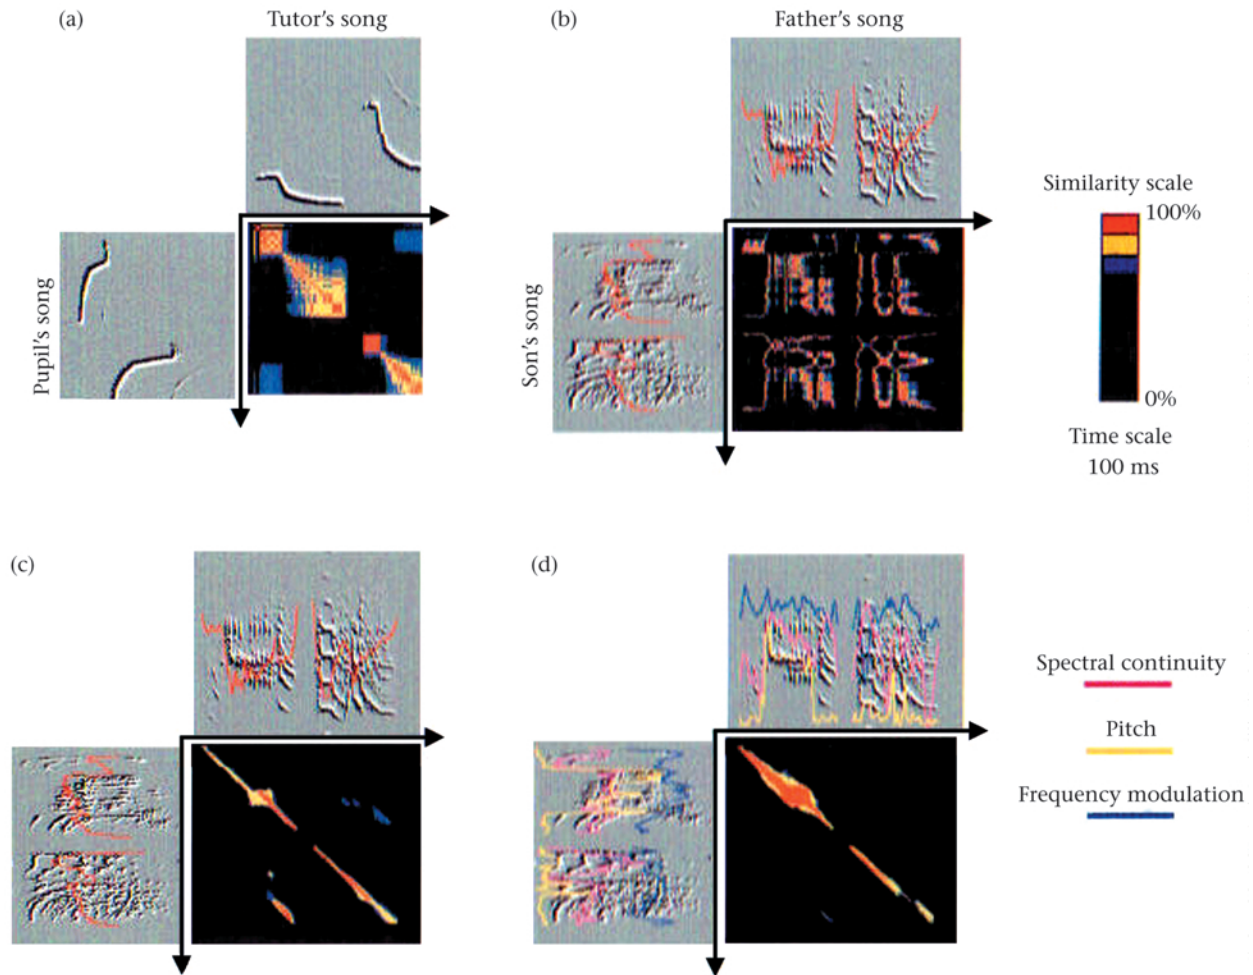 (a)
Tutor's song
Pupil's song
(b)
Father's song
Son's song
Similarity scale
100%
0%
Time scale
100 ms
(c)
(d)
Spectral continuity
Pitch
Frequency modulation